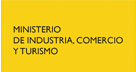 MINISTERIO
DE INDUSTRIA, COMERCIO
Y TURISMO